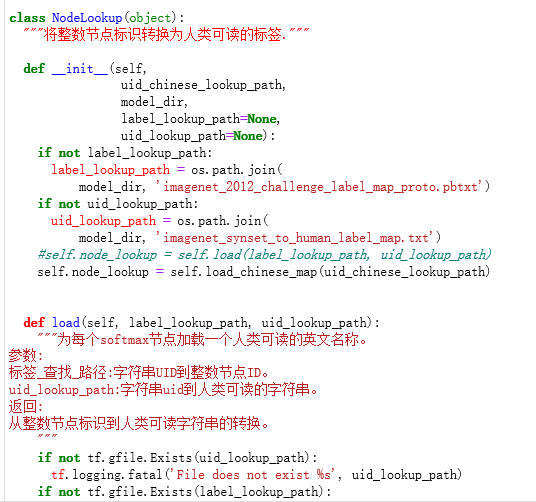 class NodeLookup(object):
  """将整数节点标识转换为人类可读的标签."""
  def __init__(self,
               uid_chinese_lookup_path,
               model_dir,
               label_lookup_path=None,
               uid_lookup_path=None):
    if not label_lookup_path:
      label_lookup_path = os.path.join(
          model_dir, 'imagenet_2012_challenge_label_map_proto.pbtxt')
    if not uid_lookup_path:
      uid_lookup_path = os.path.join(
          model_dir, 'imagenet_synset_to_human_label_map.txt')
    #self.node_lookup = self.load(label_lookup_path, uid_lookup_path)
    self.node_lookup = self.load_chinese_map(uid_chinese_lookup_path)
  def load(self, label_lookup_path, uid_lookup_path):
    """为每个softmax节点加载一个人类可读的英文名称。
参数:
标签_查找_路径:字符串UID到整数节点ID。
uid_lookup_path:字符串uid到人类可读的字符串。
返回:
从整数节点标识到人类可读字符串的转换。
    """
    if not tf.gfile.Exists(uid_lookup_path):
      tf.logging.fatal('File does not exist %s', uid_lookup_path)
    if not tf.gfile.Exists(label_lookup_path):